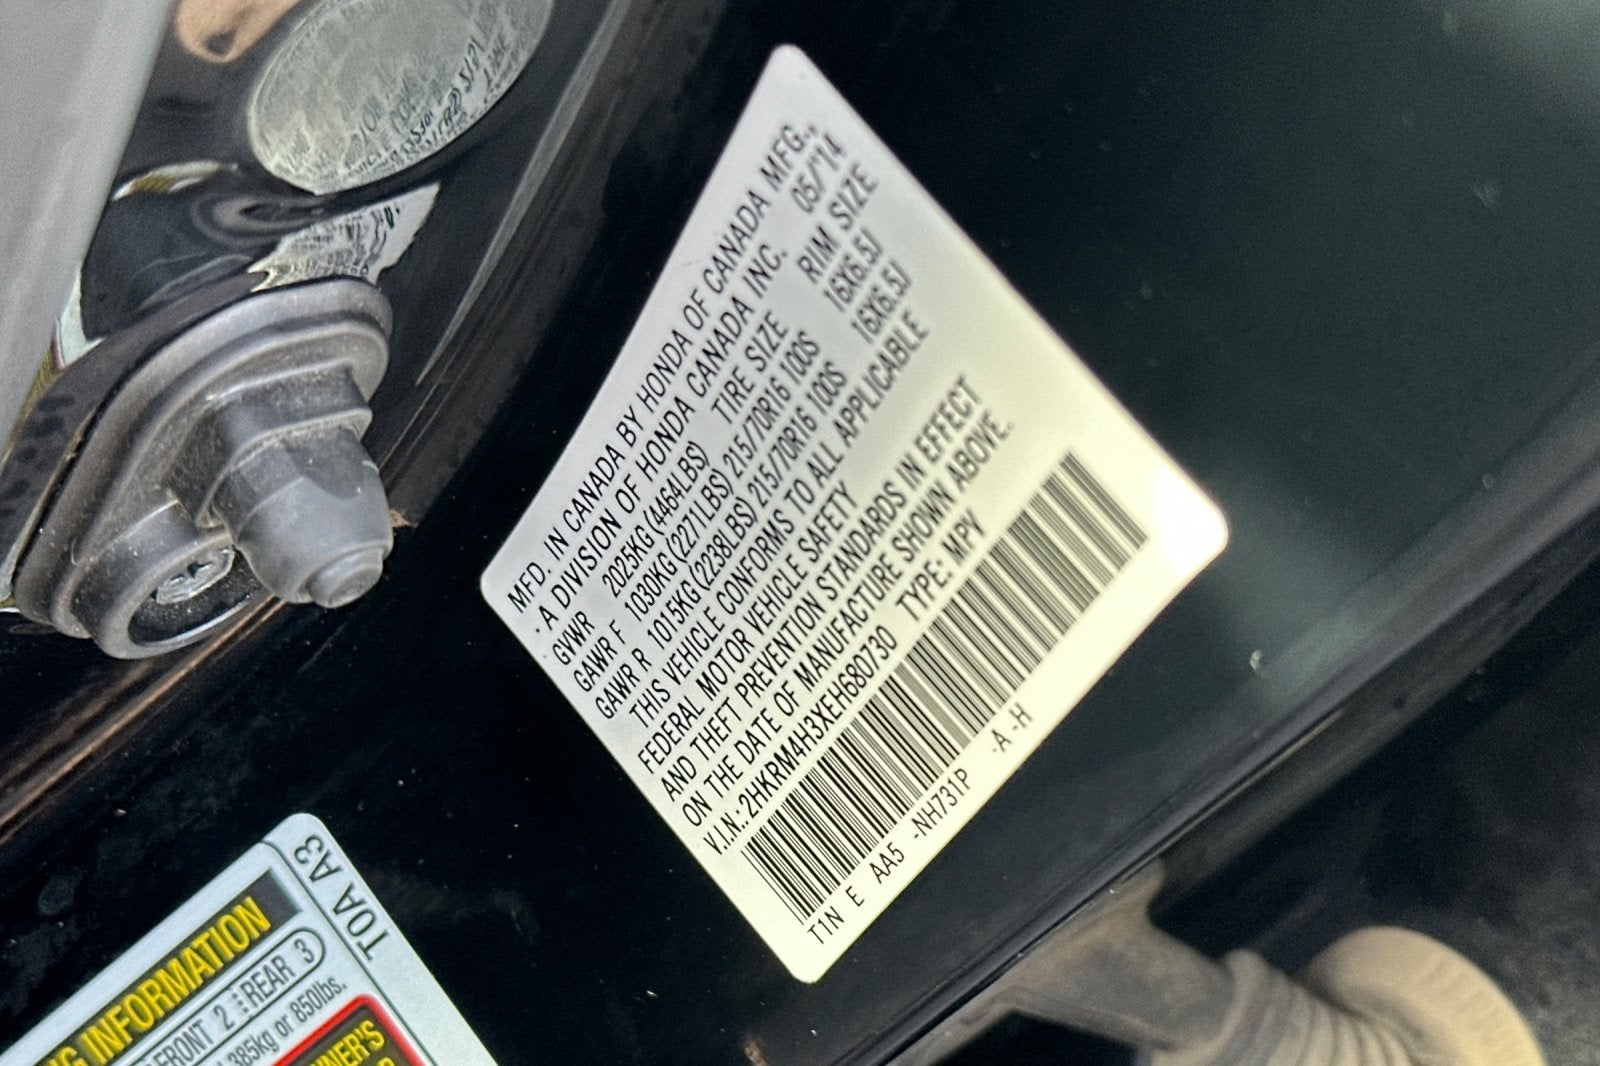 MFD. IN CANADA BY HONDA OF CANADA MFG.,
·A DIVISION OF HONDA CANADA INC. 05/'14
GVWR 2025KG(4464LBS) TIRE SIZE RIM SIZE
GAWR F 1030KG(2271LBS) 215/70R16 100S 16X6.5J
GAWR R 1015KG(2238LBS) 215/70R16 100S 16X6.5J
THIS VEHICLE CONFORMS TO ALL APPLICABLE
FEDERAL MOTOR VEHICLE SAFETY
AND THEFT PREVENTION STANDARDS IN EFFECT
ON THE DATE OF MANUFACTURE SHOWN ABOVE.
V.I.N.:2HKRM4H3XEH680730 TYPE: MPY
T1N E AA5 -NH731P -A -H
T0A A3
INFORMATION
FRONT 2 REAR 3
385kg or 850lbs.